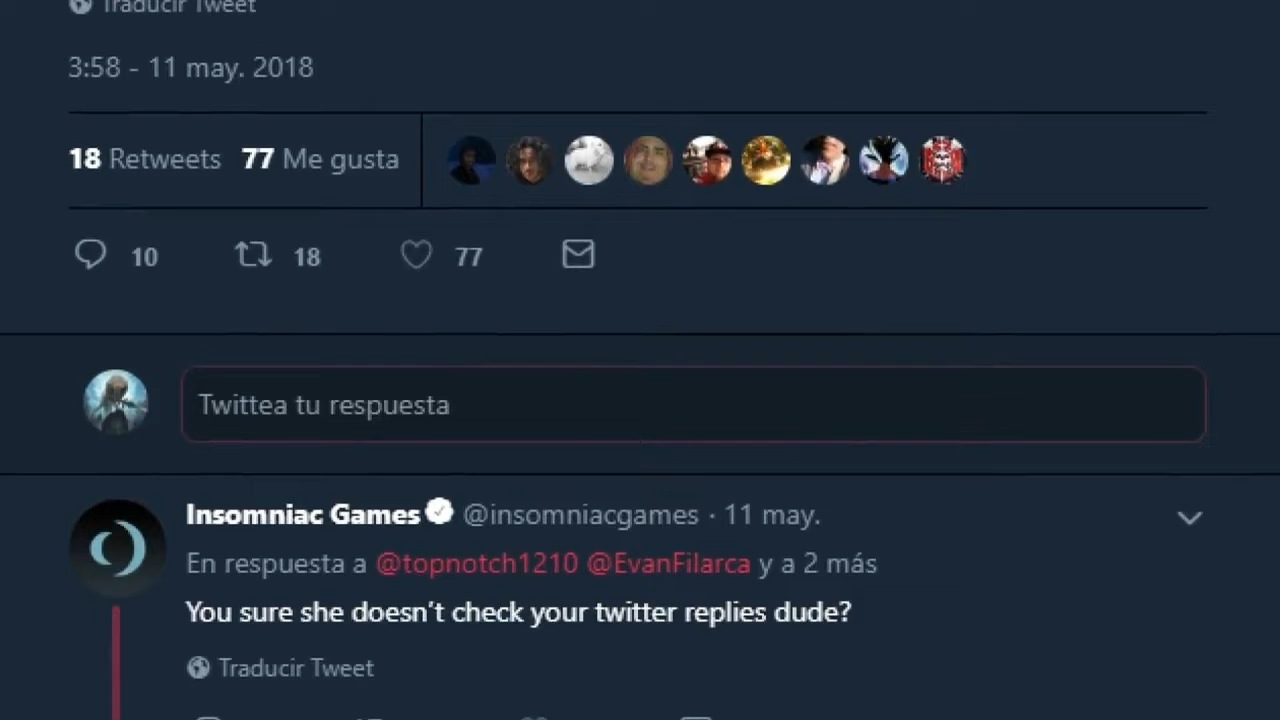 Traducir Tweet
3:58 - 11 may. 2018
18 Retweets 77 Me gusta
10 18 77
Twittea tu respuesta
Insomniac Games @insomniacgames · 11 may.
En respuesta a @topnotch1210 @EvanFilarca y a 2 más
You sure she doesn't check your twitter replies dude?
Traducir Tweet